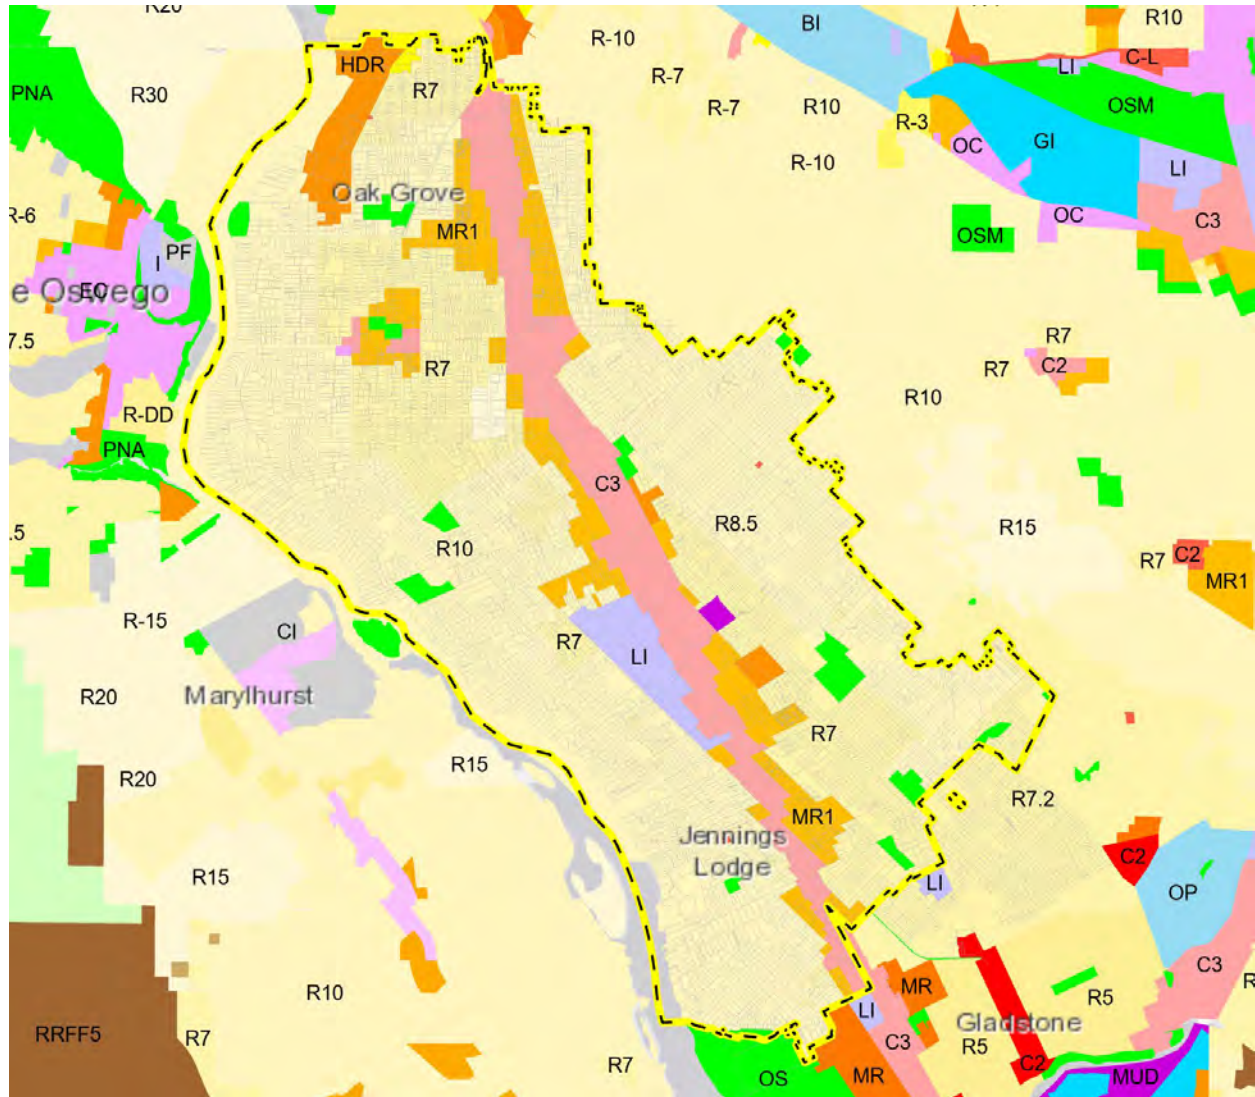 R20
R-10
BI
R10
HDR
C-L
LI
R-7
PNA
R30
R7
R-7
R10
OSM
R-3
GI
OC
R-10
LI
Oak Grove
R-6
MR1
OC
C3
OSM
PF
I
EC
e Oswego
7.5
R7
R7
R7
C2
R10
R-DD
PNA
C3
R8.5
R15
.5
R10
R7
C2
MR1
R-15
CI
R7
LI
Marylhurst
R20
R7
R20
R15
R7.2
MR1
Jennings
Lodge
C2
R15
LI
OP
C3
R10
MR
R5
R
LI
Gladstone
RRFF5
R7
C3
R5
R7
C2
OS
MR
MUD